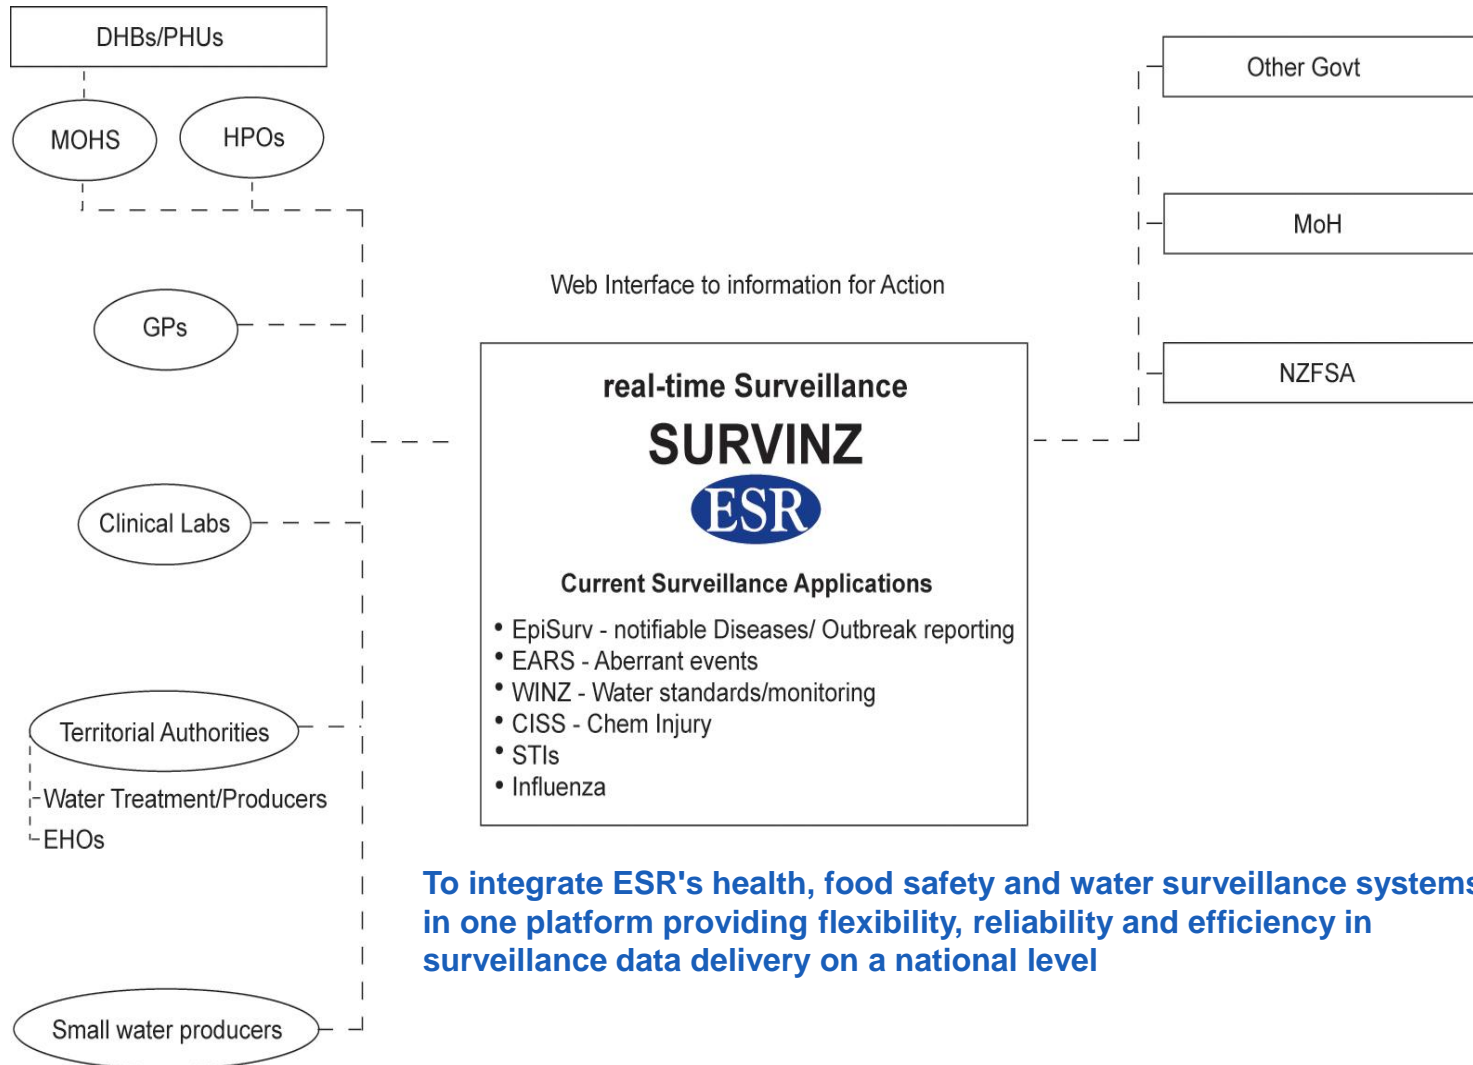 DHBs/PHUs
MOHS
HPOs
GPs
Clinical Labs
Territorial Authorities
Water Treatment/Producers
EHOs
Small water producers
Web Interface to information for Action
real-time Surveillance
SURVINZ
ESR
Current Surveillance Applications
• EpiSurv - notifiable Diseases/ Outbreak reporting
• EARS - Aberrant events
• WINZ - Water standards/monitoring
• CISS - Chem Injury
• STIs
• Influenza
Other Govt
MoH
NZFSA
To integrate ESR's health, food safety and water surveillance systems
in one platform providing flexibility, reliability and efficiency in
surveillance data delivery on a national level